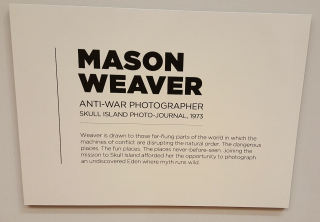 MASON
WEAVER
ANTI-WAR PHOTOGRAPHER
SKULL ISLAND PHOTO-JOURNAL, 1973
Weaver is drawn to those far-flung parts of the world in which the
machines of conflict are disrupting the natural order. The dangerous
places. The fun places. The places never-before-seen. Joining the
mission to Skull Island afforded her the opportunity to photograph
an undiscovered Eden where myth runs wild.